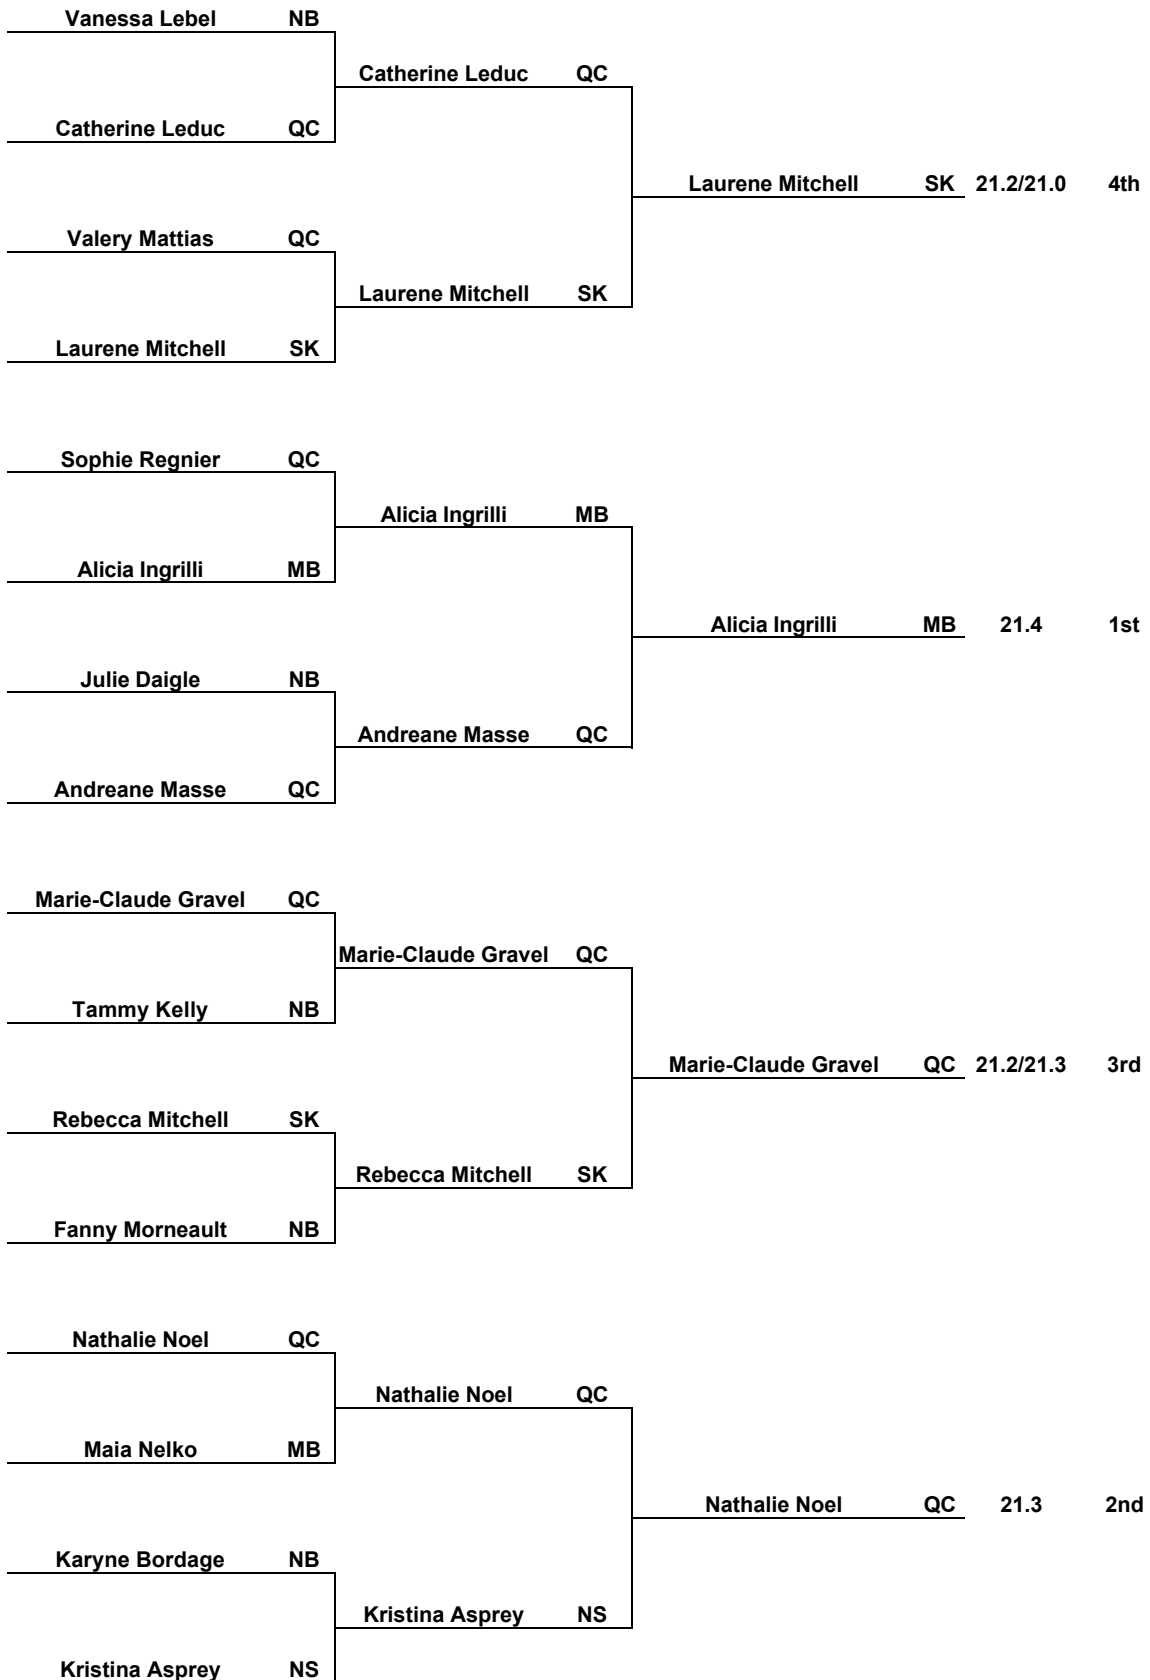 Vanessa Lebel NB
Catherine Leduc QC
Catherine Leduc QC
Laurene Mitchell SK 21.2/21.0 4th
Valery Mattias QC
Laurene Mitchell SK
Laurene Mitchell SK
Sophie Regnier QC
Alicia Ingrilli MB
Alicia Ingrilli MB
Alicia Ingrilli MB 21.4 1st
Julie Daigle NB
Andreane Masse QC
Andreane Masse QC
Marie-Claude Gravel QC
Marie-Claude Gravel QC
Tammy Kelly NB
Marie-Claude Gravel QC 21.2/21.3 3rd
Rebecca Mitchell SK
Rebecca Mitchell SK
Fanny Morneault NB
Nathalie Noel QC
Nathalie Noel QC
Maia Nelko MB
Nathalie Noel QC 21.3 2nd
Karyne Bordage NB
Kristina Asprey NS
Kristina Asprey NS